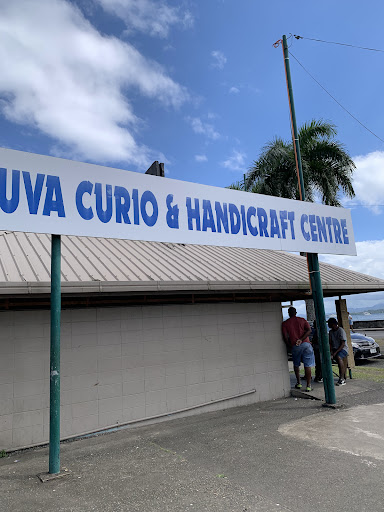 UVA CURIO & HANDICRAFT CENTRE